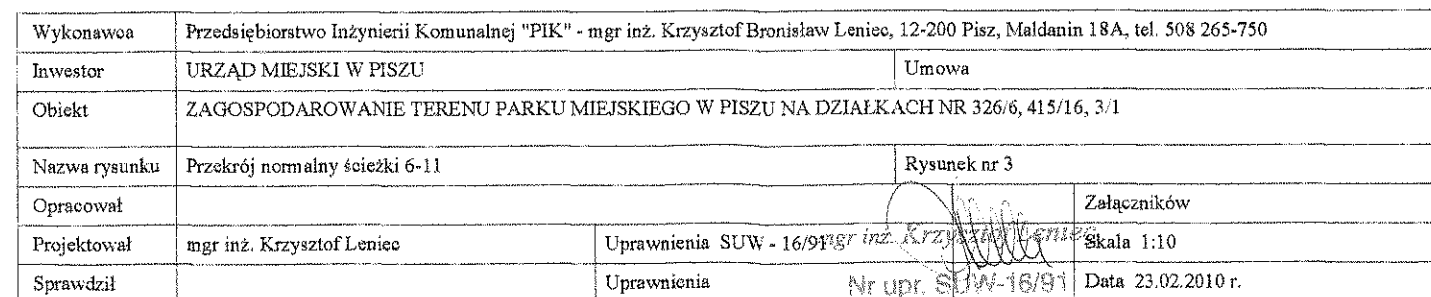 Wykonawca Przedsiębiorstwo Inżynierii Komunalnej "PIK" - mgr inż. Krzysztof Bronisław Leniec, 12-200 Pisz, Maldanin 18A, tel. 508 265-750
Inwestor URZĄD MIEJSKI W PISZU Umowa
Obiekt ZAGOSPODAROWANIE TERENU PARKU MIEJSKIEGO W PISZU NA DZIAŁKACH NR 326/6, 415/16, 3/1
Nazwa rysunku Przekrój normalny ścieżki 6-11 Rysunek nr 3
Opracował Załączników
Projektował mgr inż. Krzysztof Leniec Uprawnienia SUW - 16/91 mgr inż. Krzysztof Leniec Skala 1:10
Sprawdził Uprawnienia Nr upr. SUW-16/91 Data 23.02.2010 r.